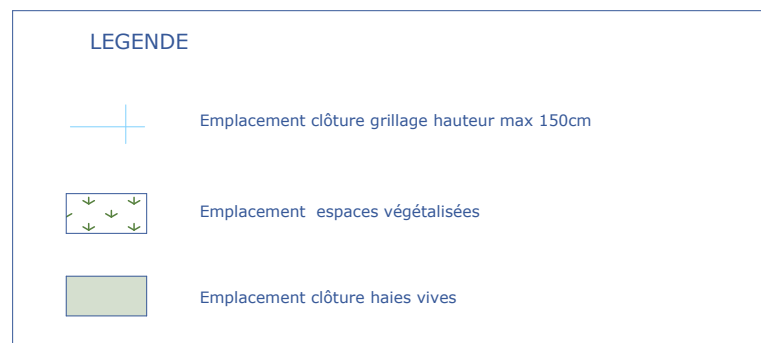 LEGENDE
Emplacement clôture grillage hauteur max 150cm
Emplacement espaces végétalisées
Emplacement clôture haies vives